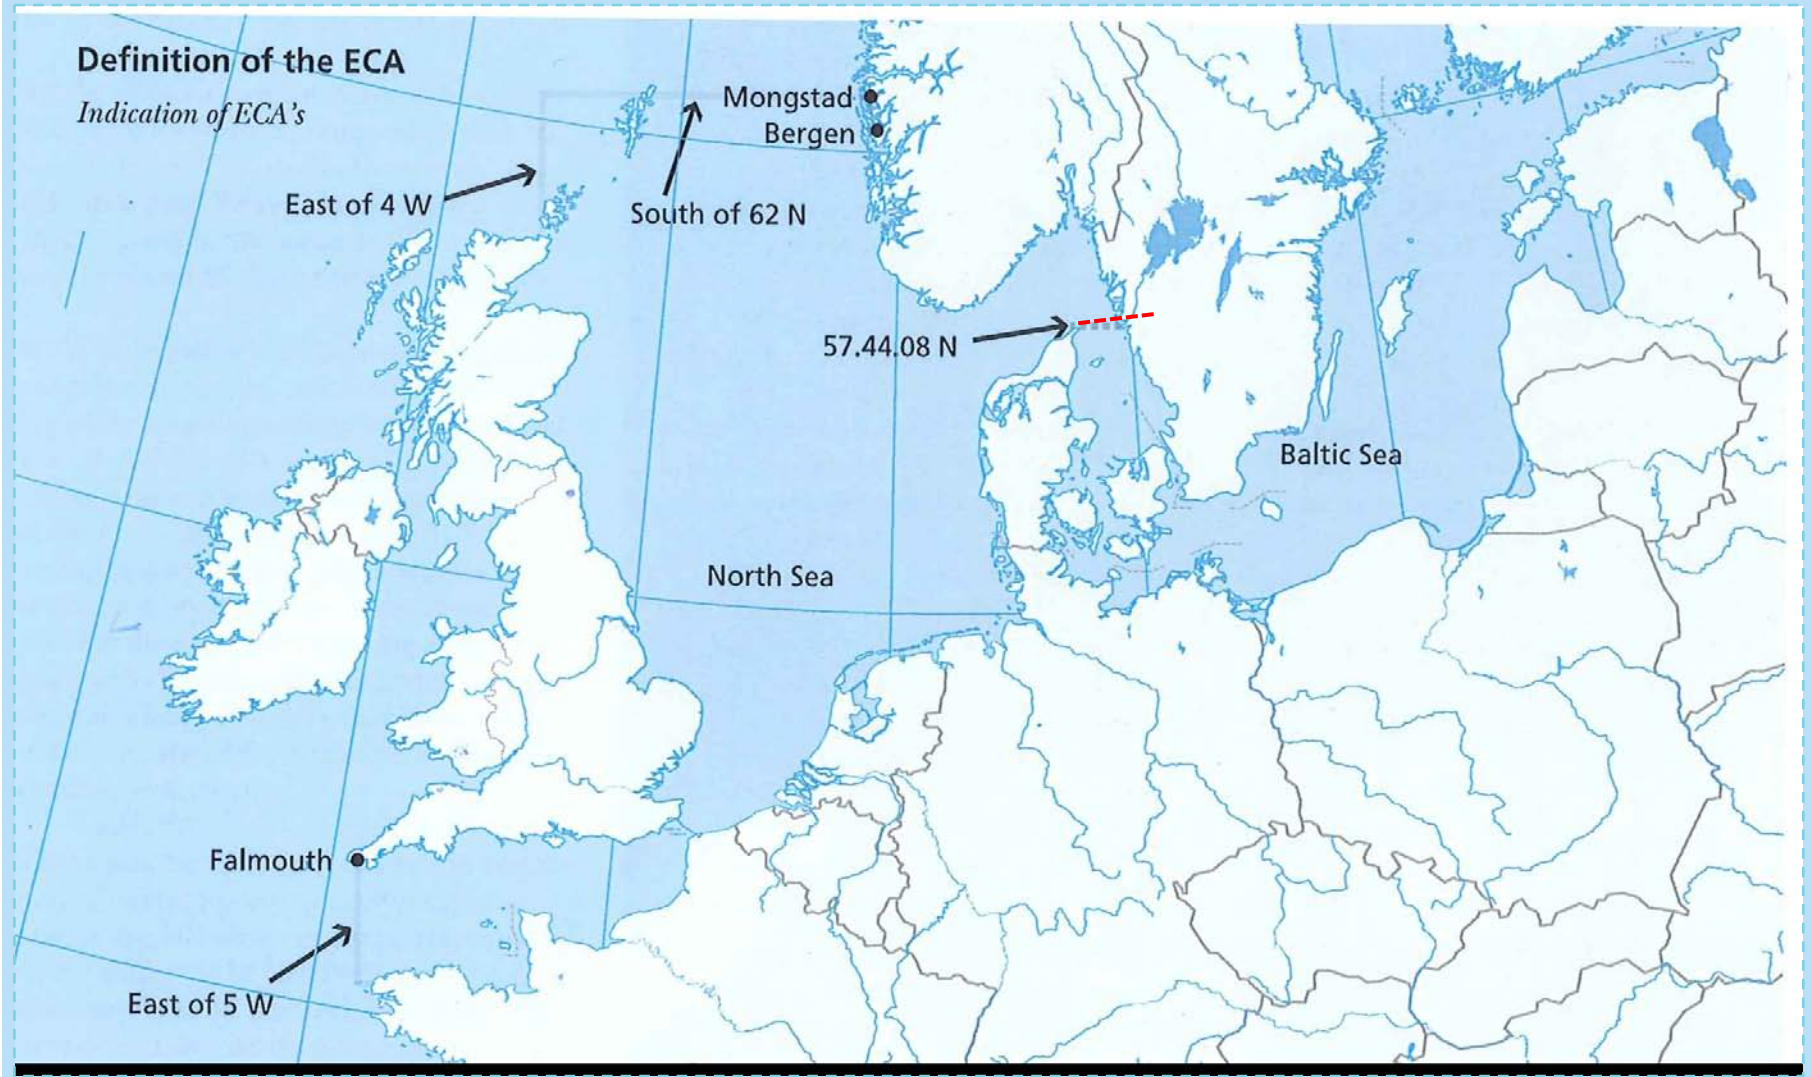 Definition of the ECA
Indication of ECA's
Mongstad
Bergen
East of 4 W
South of 62 N
57.44.08 N
Baltic Sea
North Sea
Falmouth
East of 5 W